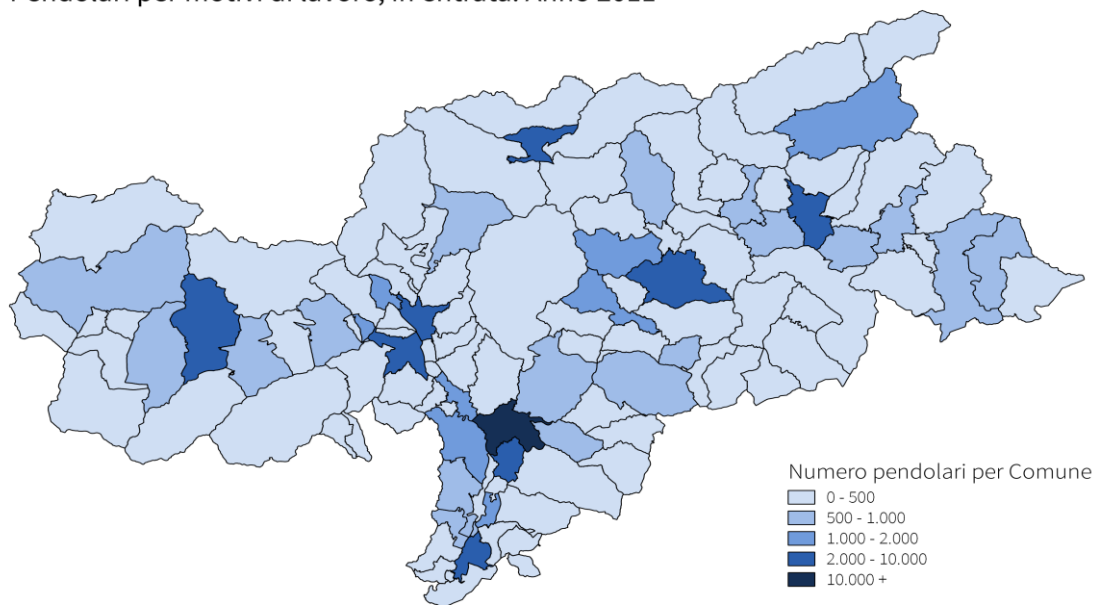 Pendolari per motivi di lavoro, in entrata. Anno
Numero pendolari per Comune
0 - 500
500 - 1.000
1.000 - 2.000
2.000 - 10.000
10.000 +